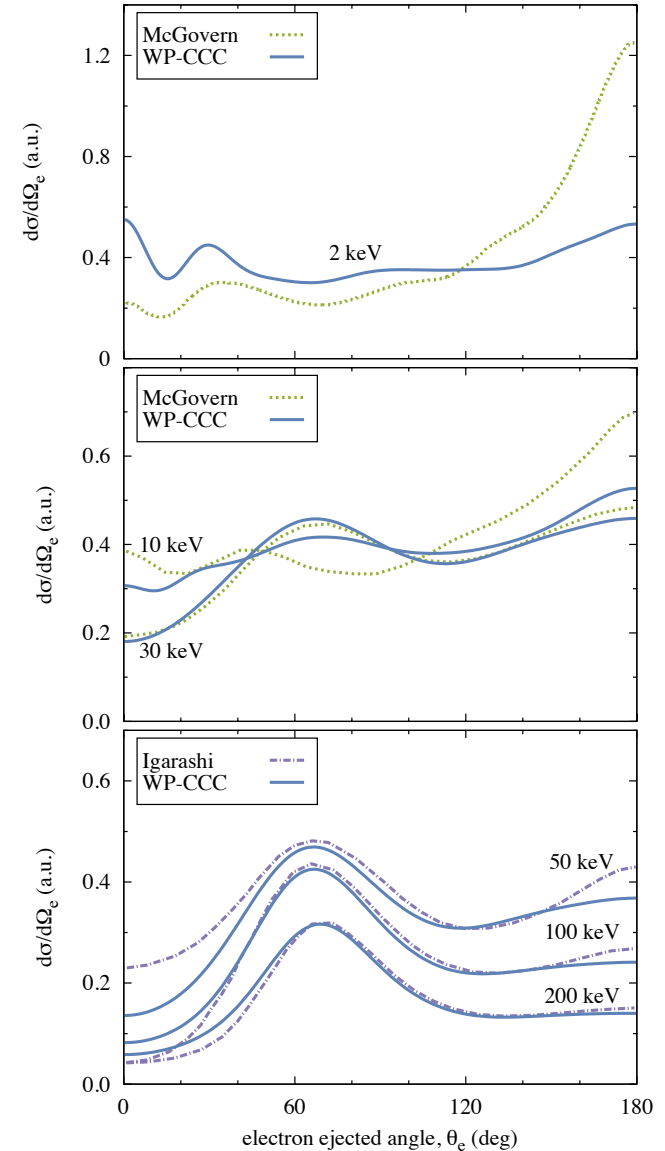 McGovern
WP-CCC
1.2
0.8
0.4
0
dσ/dΩe (a.u.)
2 keV
McGovern
WP-CCC
0.6
0.4
0.2
0.0
dσ/dΩe (a.u.)
10 keV
30 keV
Igarashi
WP-CCC
0.6
0.4
0.2
0.0
dσ/dΩe (a.u.)
50 keV
100 keV
200 keV
0 60 120 180
electron ejected angle, θe (deg)